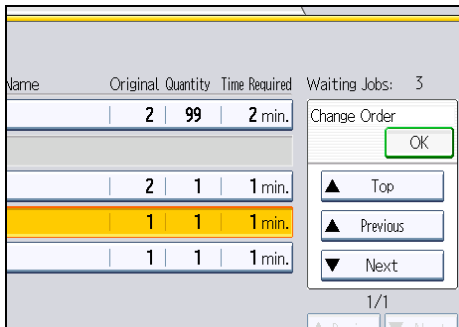 Name Original Quantity Time Required Waiting Jobs: 3
2 99 2 min. Change Order
OK
2 1 1 min. ▲ Top
1 1 1 min. ▲ Previous
1 1 1 min. ▼ Next
1/1